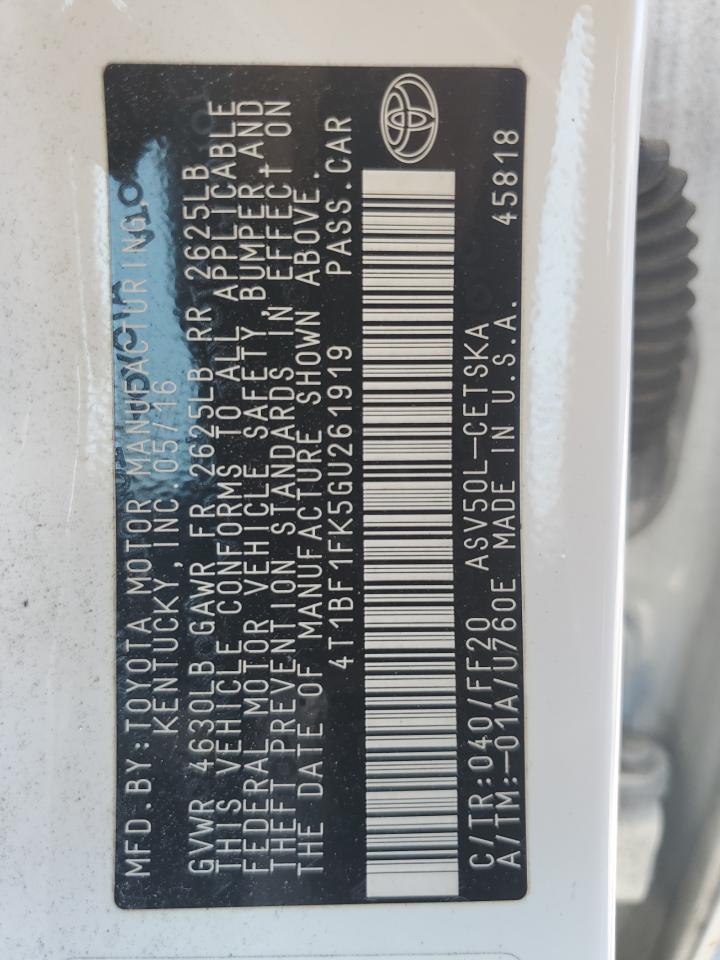 MFD.BY:TOYOTA MOTOR MANUFACTURING,
KENTUCKY, INC 05/16
GVWR 4630LB GAWR FR 2625LB RR 2625LB
THIS VEHICLE CONFORMS TO ALL APPLICABLE
FEDERAL MOTOR VEHICLE SAFETY, BUMPER,AND
THEFT PREVENTION STANDARDS IN EFFECT ON
THE DATE OF MANUFACTURE SHOWN ABOVE.
4T1BF1FK5GU261919 PASS.CAR
C/TR:040/FF20 ASV50L-CETSKA
A/TM:-01A/U760E MADE IN U.S.A. 45818